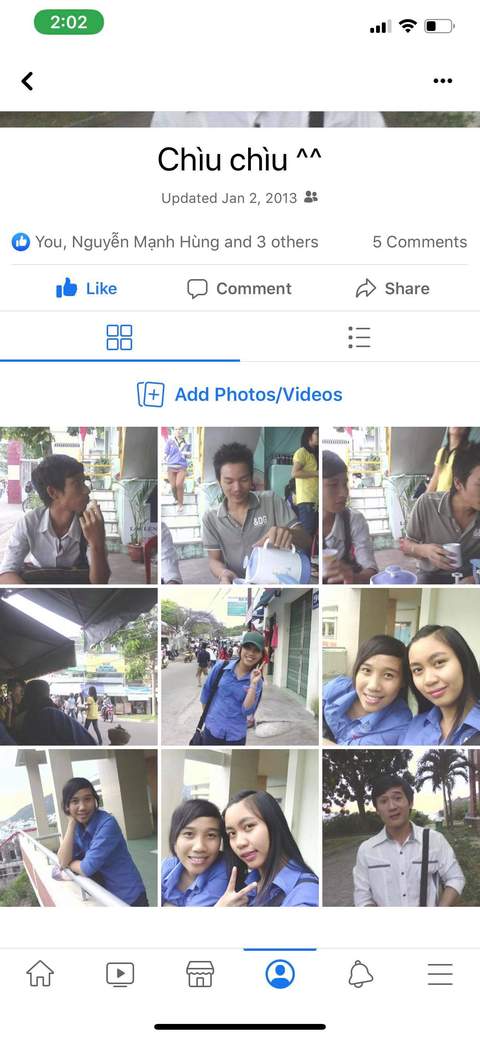 2:02
Chìu chìu ^^
Updated Jan 2, 2013
You, Nguyễn Mạnh Hùng and 3 others
5 Comments
Like
Comment
Share
Add Photos/Videos